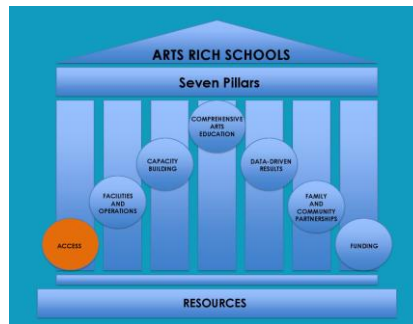 ARTS RICH SCHOOLS
Seven Pillars
COMPREHENSIVE
ARTS
EDUCATION
CAPACITY
BUILDING
DATA-DRIVEN
RESULTS
FACILITIES
AND
OPERATIONS
FAMILY
AND
COMMUNITY
PARTNERSHIPS
ACCESS
FUNDING
RESOURCES